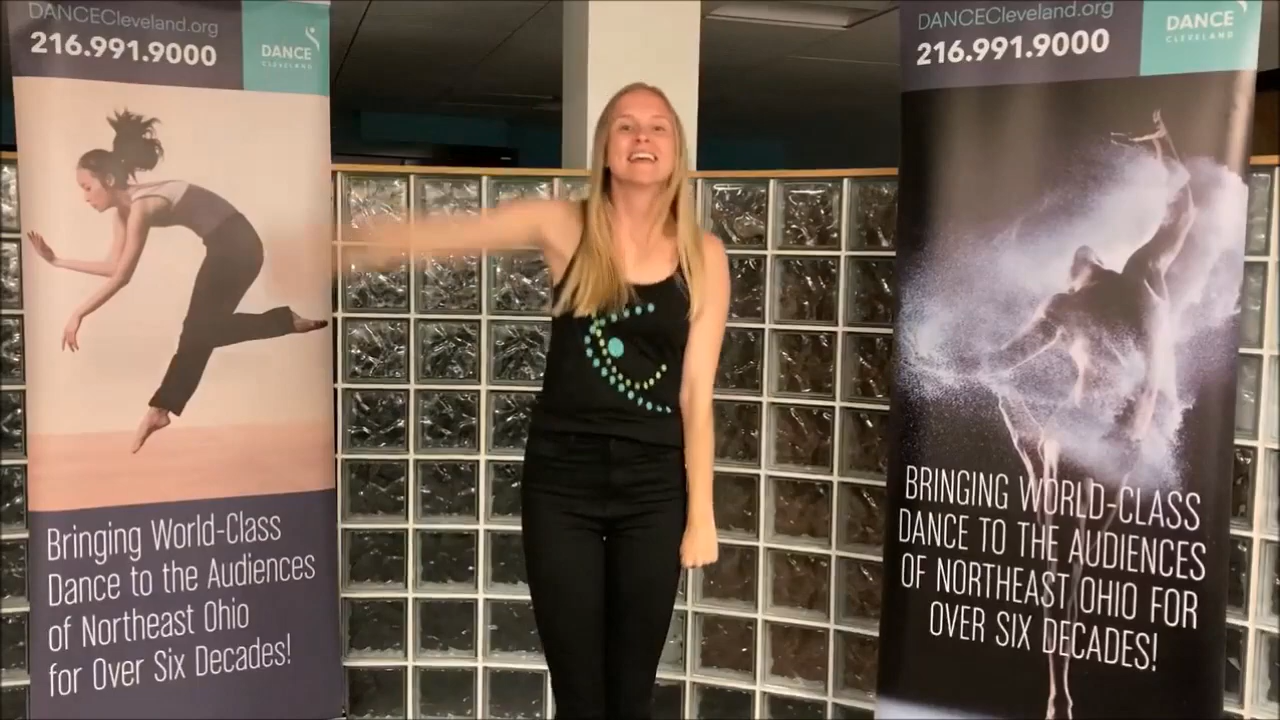 DANCECleveland.org
216.991.9000
DANCE
CLEVELAND
Bringing World-Class
Dance to the Audiences
of Northeast Ohio
for Over Six Decades!
DANCECleveland.org
216.991.9000
DANCE
CLEVELAND
BRINGING WORLD-CLASS
DANCE TO THE AUDIENCES
OF NORTHEAST OHIO FOR
OVER SIX DECADES!